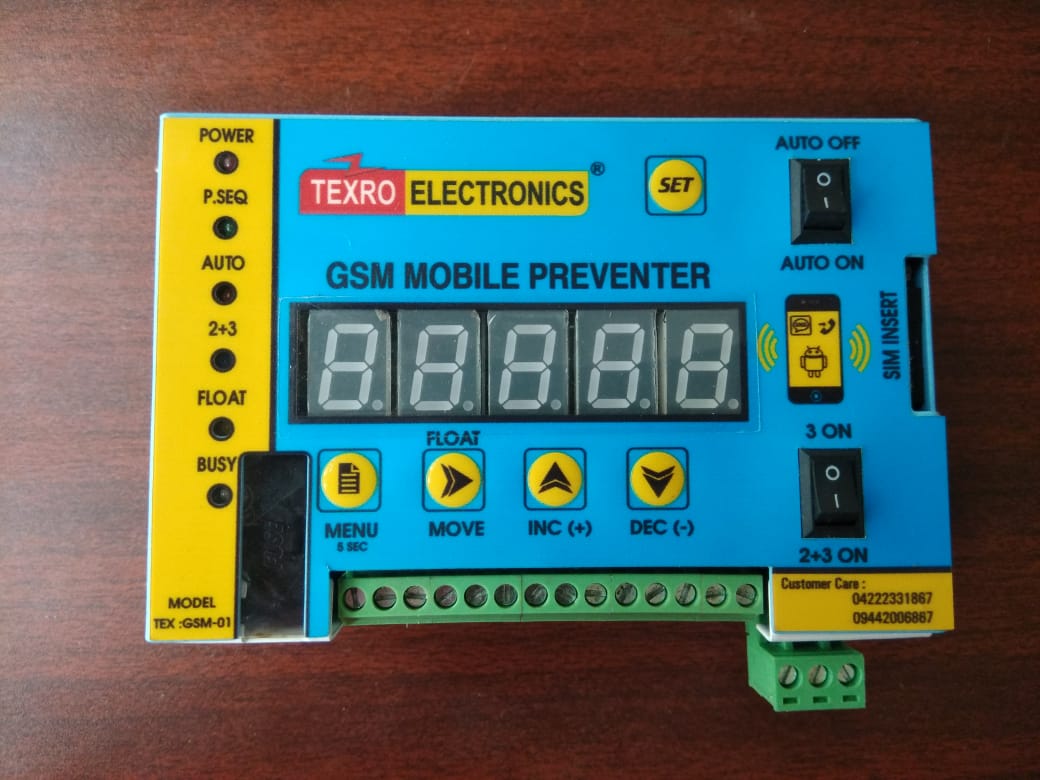 POWER
P.SEQ
AUTO
2+3
FLOAT
BUSY
MODEL
TEX :GSM-01
TEXRO ELECTRONICS ®
SET
GSM MOBILE PREVENTER
FLOAT
MENU
5 SEC
MOVE
INC (+)
DEC (-)
AUTO OFF
O
I
AUTO ON
SIM INSERT
3 ON
O
I
2+3 ON
Customer Care :
04222331867
09442006867
FUSE